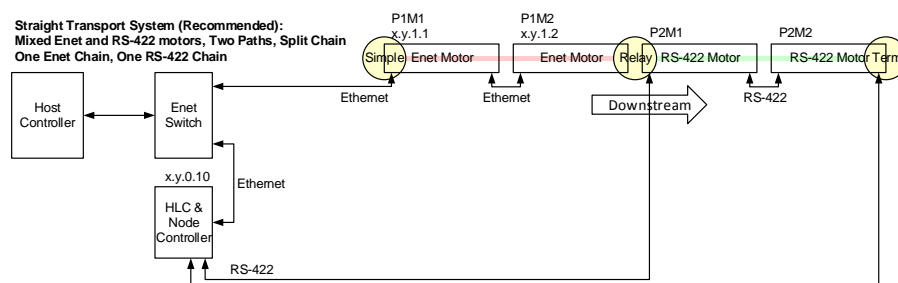 Straight Transport System (Recommended):
Mixed Enet and RS-422 motors, Two Paths, Split Chain
One Enet Chain, One RS-422 Chain
P1M1
x.y.1.1
P1M2
x.y.1.2
P2M1
P2M2
Simple
Enet Motor
Enet Motor
Relay
RS-422 Motor
RS-422 Motor
Term
Ethernet
Ethernet
RS-422
Downstream
Host
Controller
Enet
Switch
Ethernet
x.y.0.10
HLC &
Node
Controller
RS-422